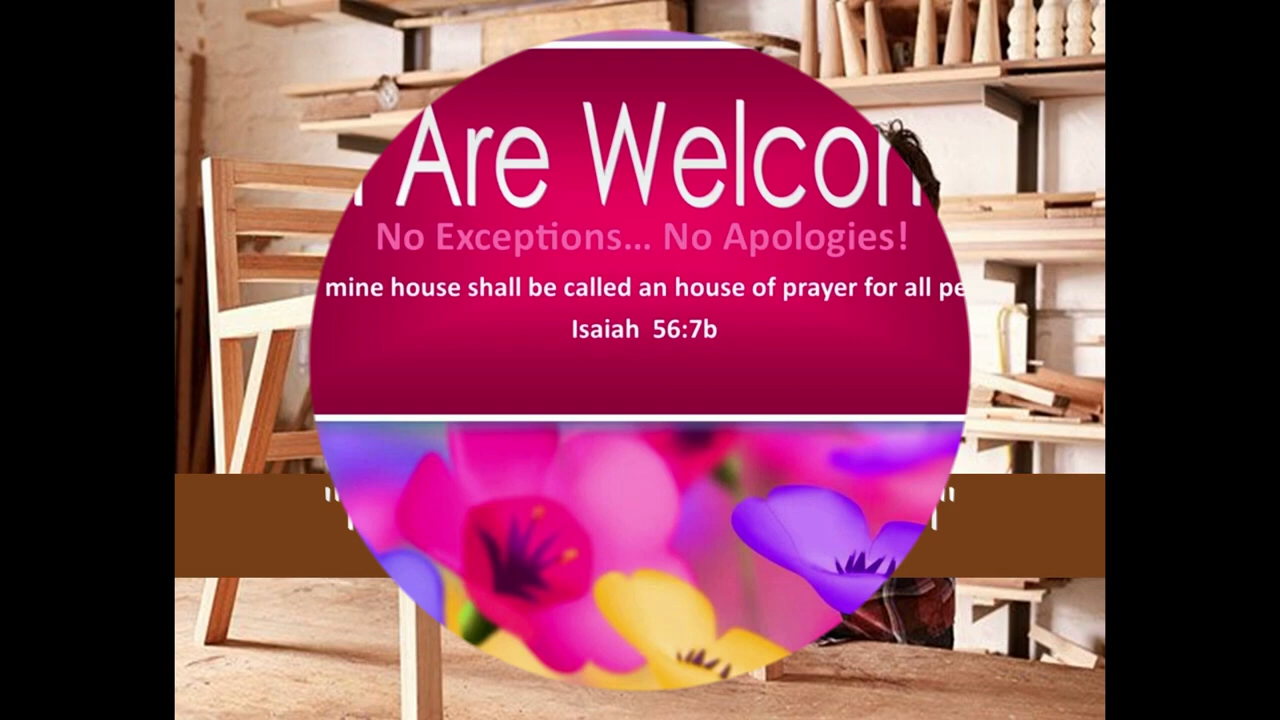 Are Welcom
No Exceptions... No Apologies!
mine house shall be called an house of prayer for all pe
Isaiah 56:7b